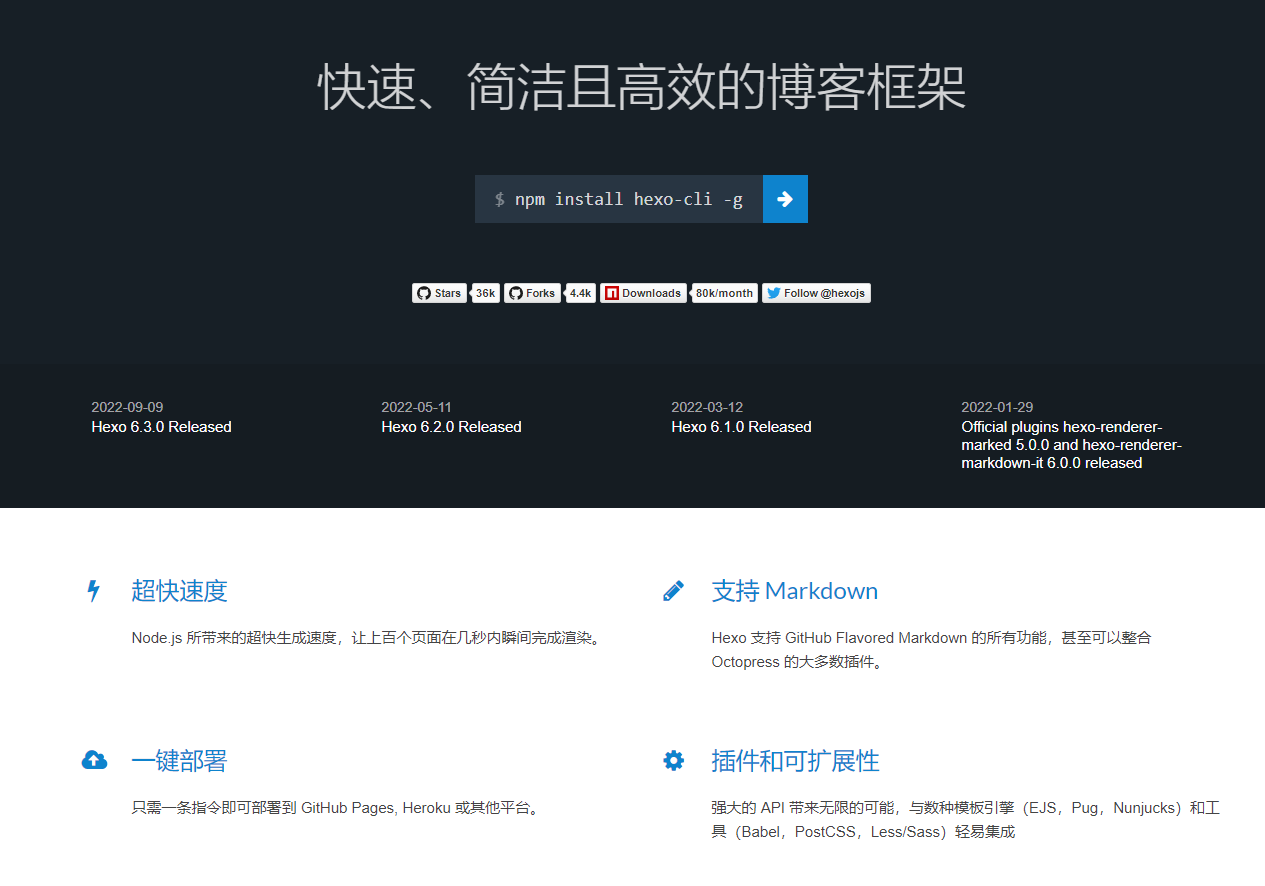 快速、简洁且高效的博客框架
$ npm install hexo-cli -g
Stars 36k Forks 4.4k Downloads 80k/month Follow @hexojs
2022-09-09
Hexo 6.3.0 Released
2022-05-11
Hexo 6.2.0 Released
2022-03-12
Hexo 6.1.0 Released
2022-01-29
Official plugins hexo-renderer-
marked 5.0.0 and hexo-renderer-
markdown-it 6.0.0 released
超快速度
Node.js 所带来的超快生成速度，让上百个页面在几秒内瞬间完成渲染。
支持 Markdown
Hexo 支持 GitHub Flavored Markdown 的所有功能，甚至可以整合
Octopress 的大多数插件。
一键部署
只需一条指令即可部署到 GitHub Pages, Heroku 或其他平台。
插件和可扩展性
强大的 API 带来无限的可能，与数种模板引擎（EJS，Pug，Nunjucks）和工
具（Babel，PostCSS，Less/Sass）轻易集成